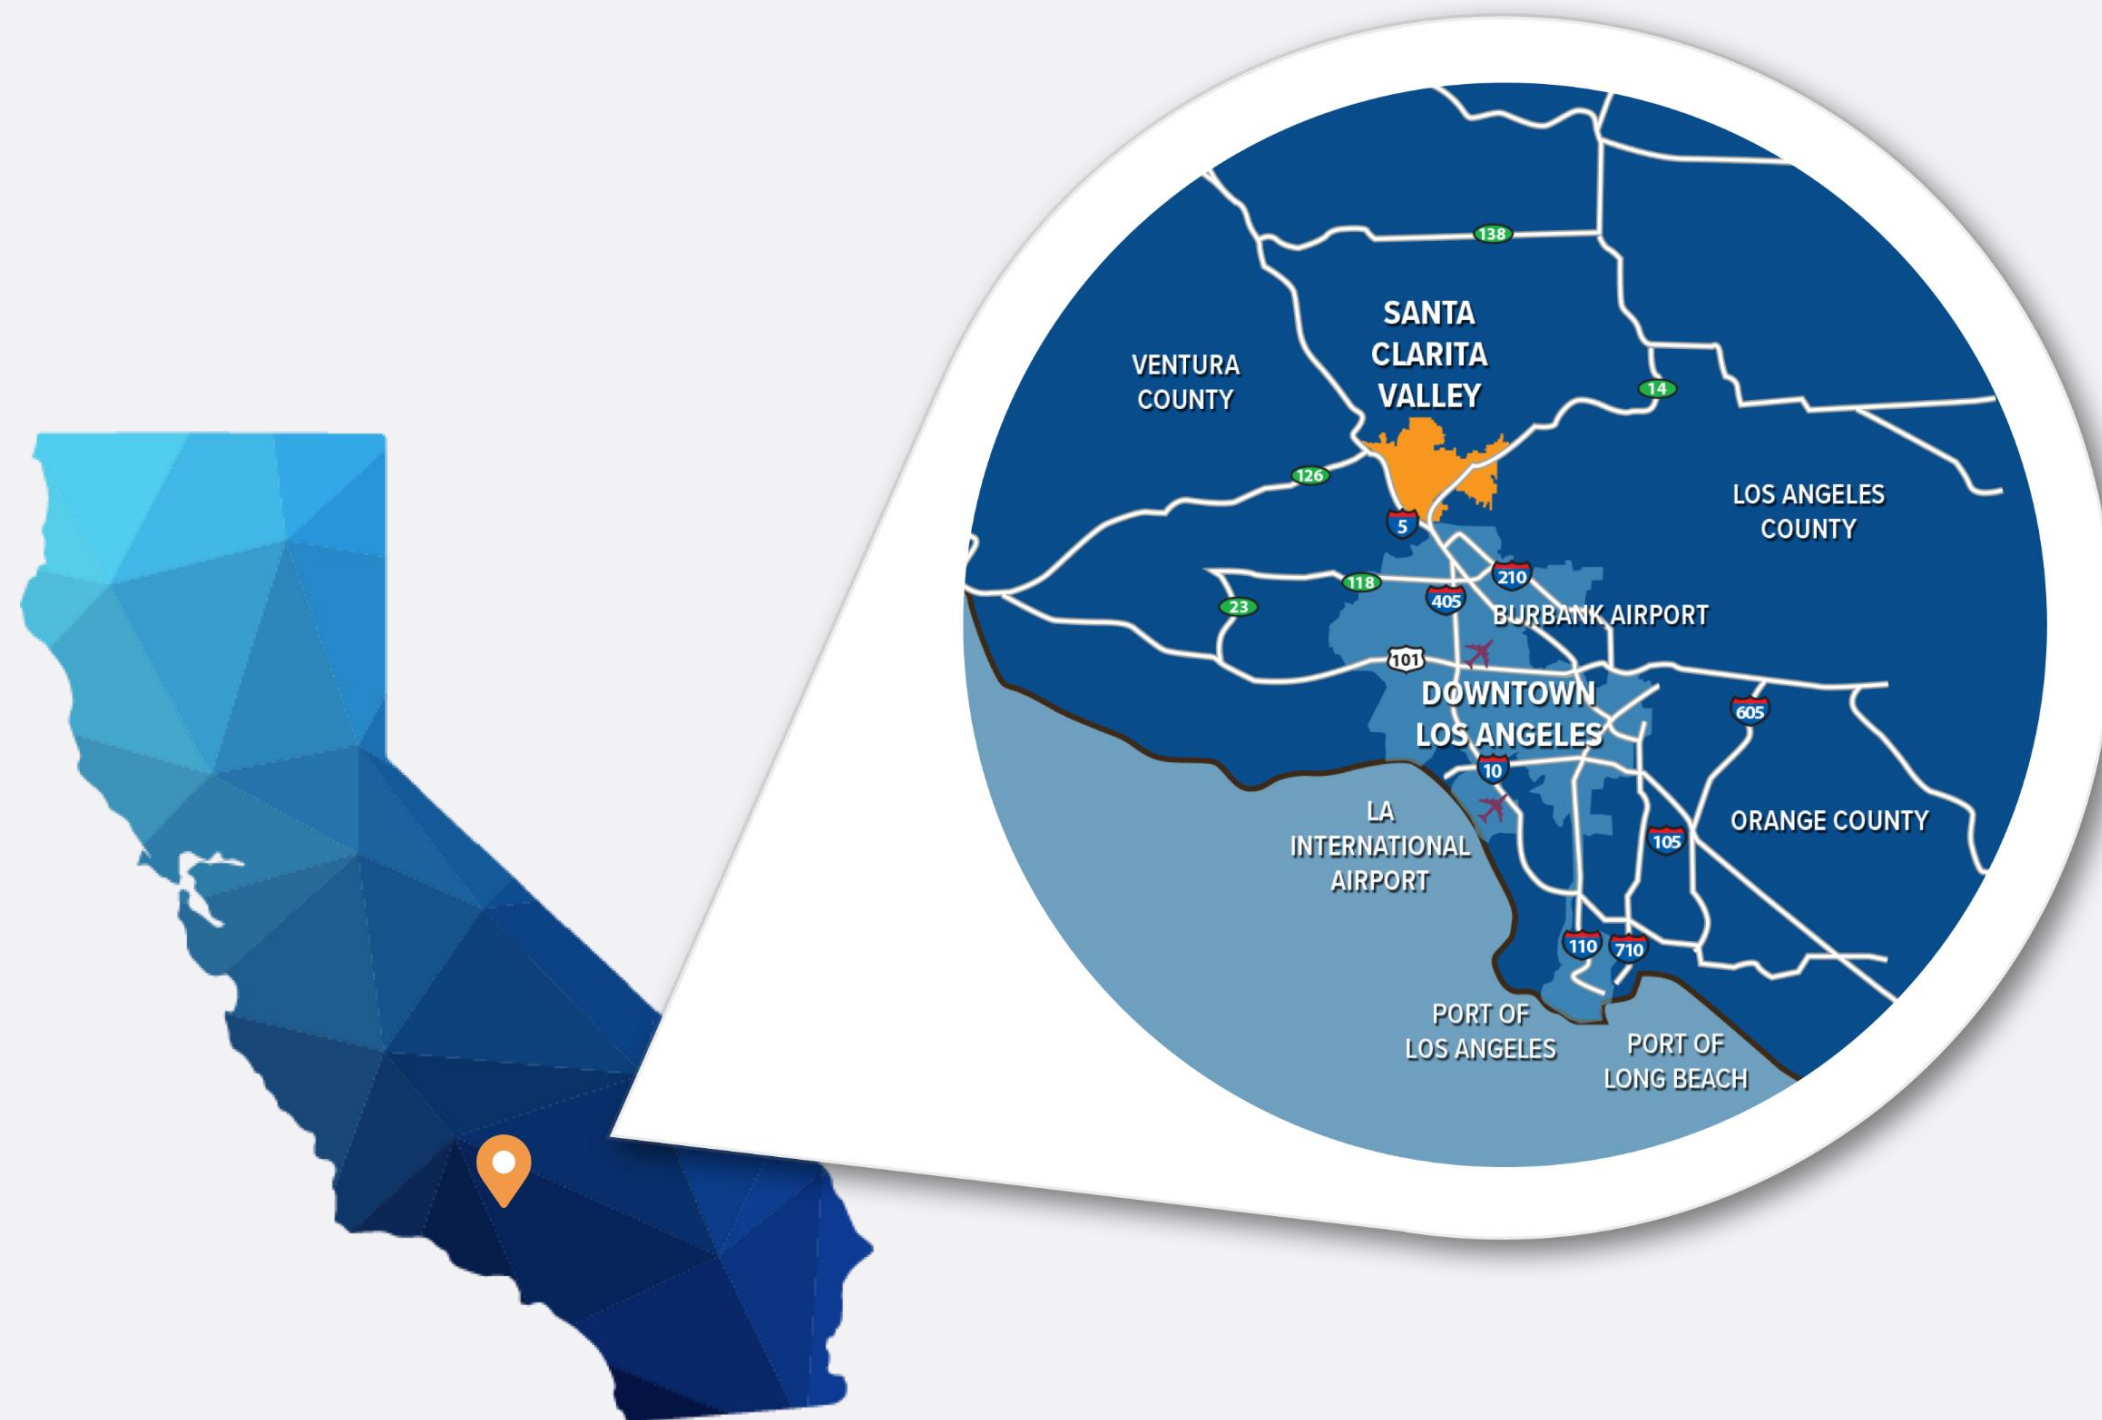 138
SANTA
CLARITA
VALLEY
VENTURA
COUNTY
14
126
LOS ANGELES
COUNTY
5
118
210
405
23
BURBANK AIRPORT
101
DOWNTOWN
LOS ANGELES
605
10
LA
INTERNATIONAL
AIRPORT
ORANGE COUNTY
105
110
710
PORT OF
LOS ANGELES
PORT OF
LONG BEACH